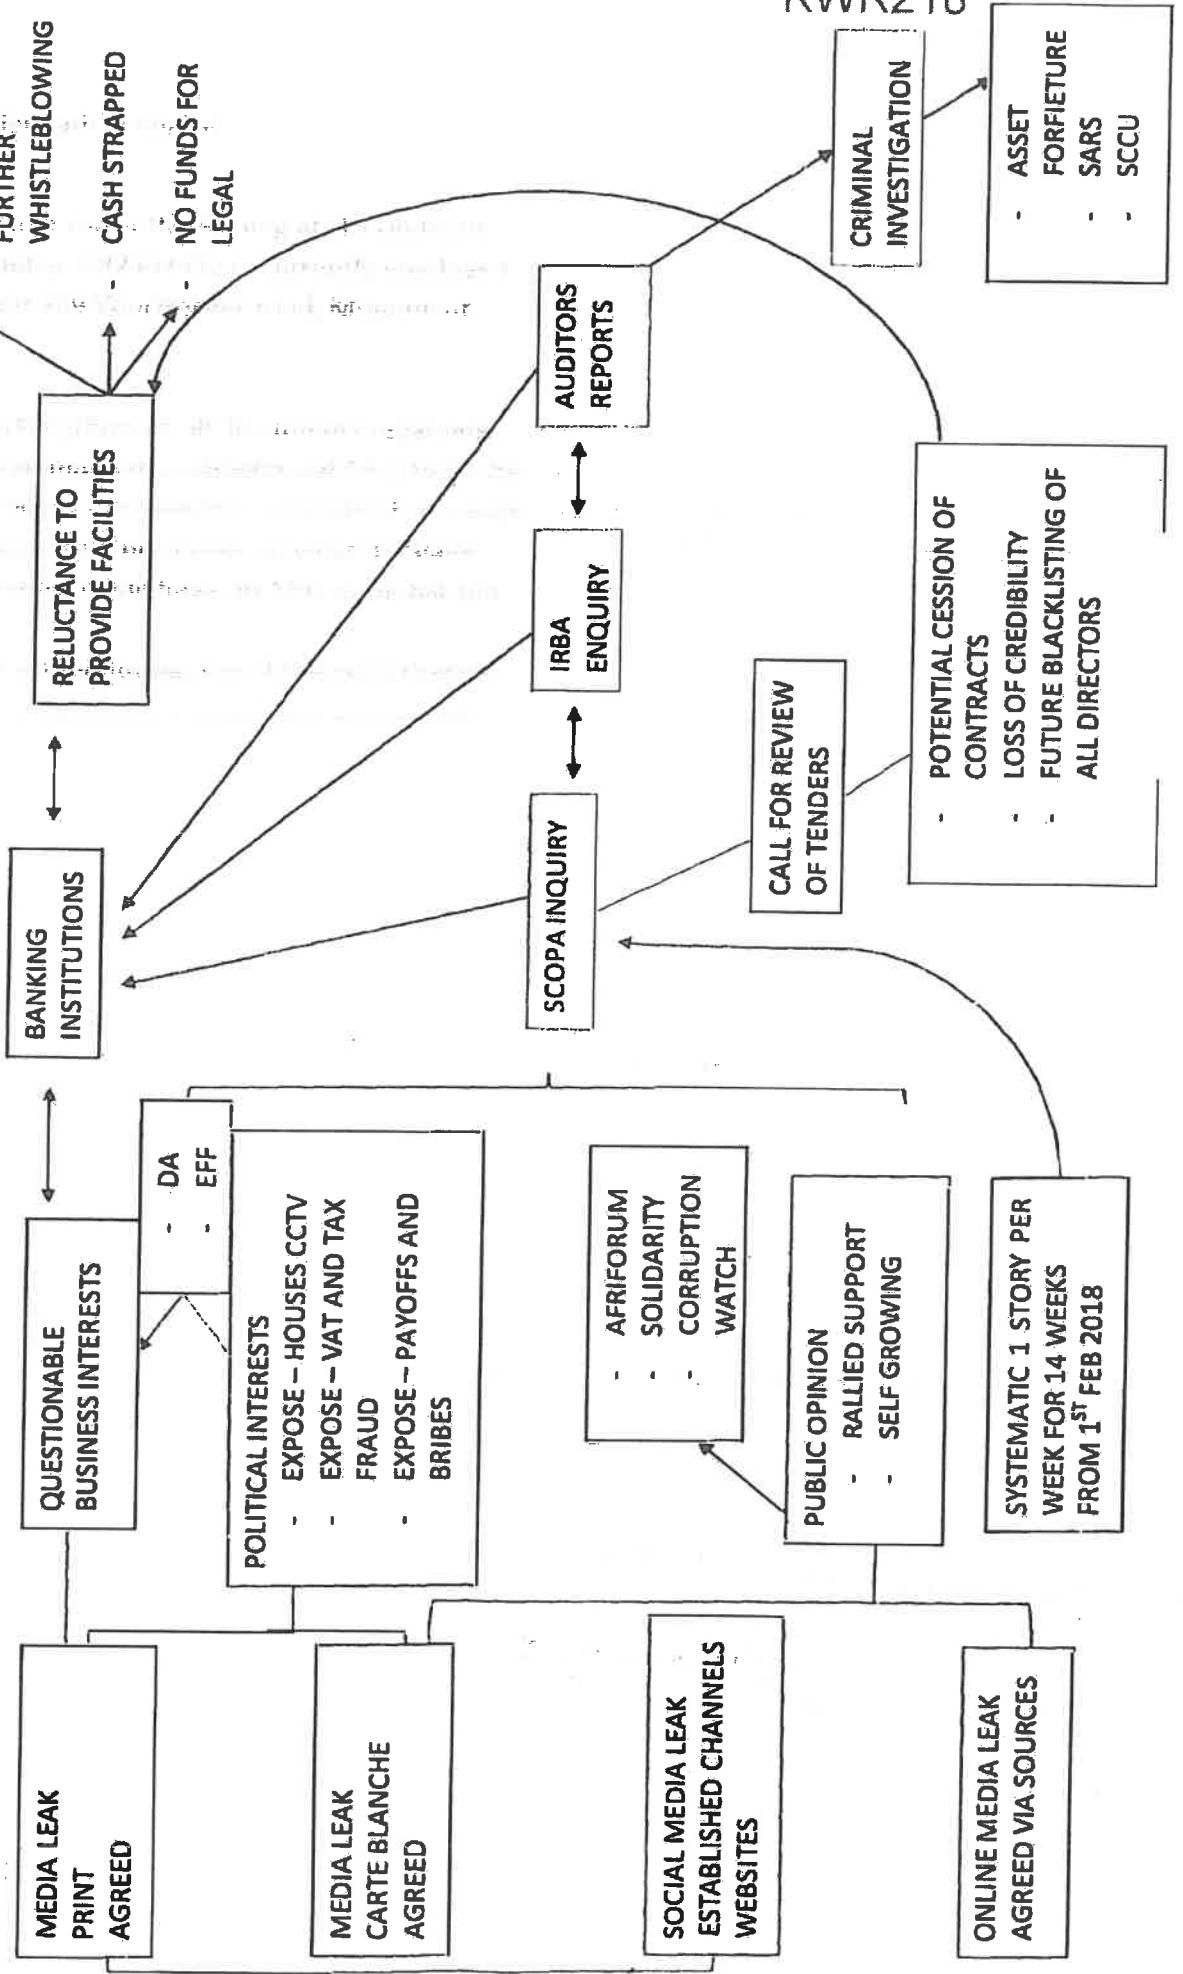 MEDIA LEAK
PRINT
AGREED
MEDIA LEAK
CARTE BLANCHE
AGREED
SOCIAL MEDIA LEAK
ESTABLISHED CHANNELS
WEBSITES
ONLINE MEDIA LEAK
AGREED VIA SOURCES
QUESTIONABLE
BUSINESS INTERESTS
- DA
- EFF
POLITICAL INTERESTS
- EXPOSE – HOUSES CCTV
- EXPOSE – VAT AND TAX
FRAUD
- EXPOSE – PAYOFFS AND
BRIBES
- AFRIFORUM
- SOLIDARITY
- CORRUPTION
WATCH
PUBLIC OPINION
- RALLIED SUPPORT
- SELF GROWING
SYSTEMATIC 1 STORY PER
WEEK FOR 14 WEEKS
FROM 1ST FEB 2018
BANKING
INSTITUTIONS
SCOPA INQUIRY
CALL FOR REVIEW
OF TENDERS
- POTENTIAL CESSION OF
CONTRACTS
- LOSS OF CREDIBILITY
- FUTURE BLACKLISTING OF
ALL DIRECTORS
IRBA
ENQUIRY
RELUCTANCE TO
PROVIDE FACILITIES
AUDITORS
REPORTS
FURTHER
WHISTLEBLOWING
- CASH STRAPPED
- NO FUNDS FOR
LEGAL
CRIMINAL
INVESTIGATION
- ASSET
FORFIETURE
- SARS
- SCCU